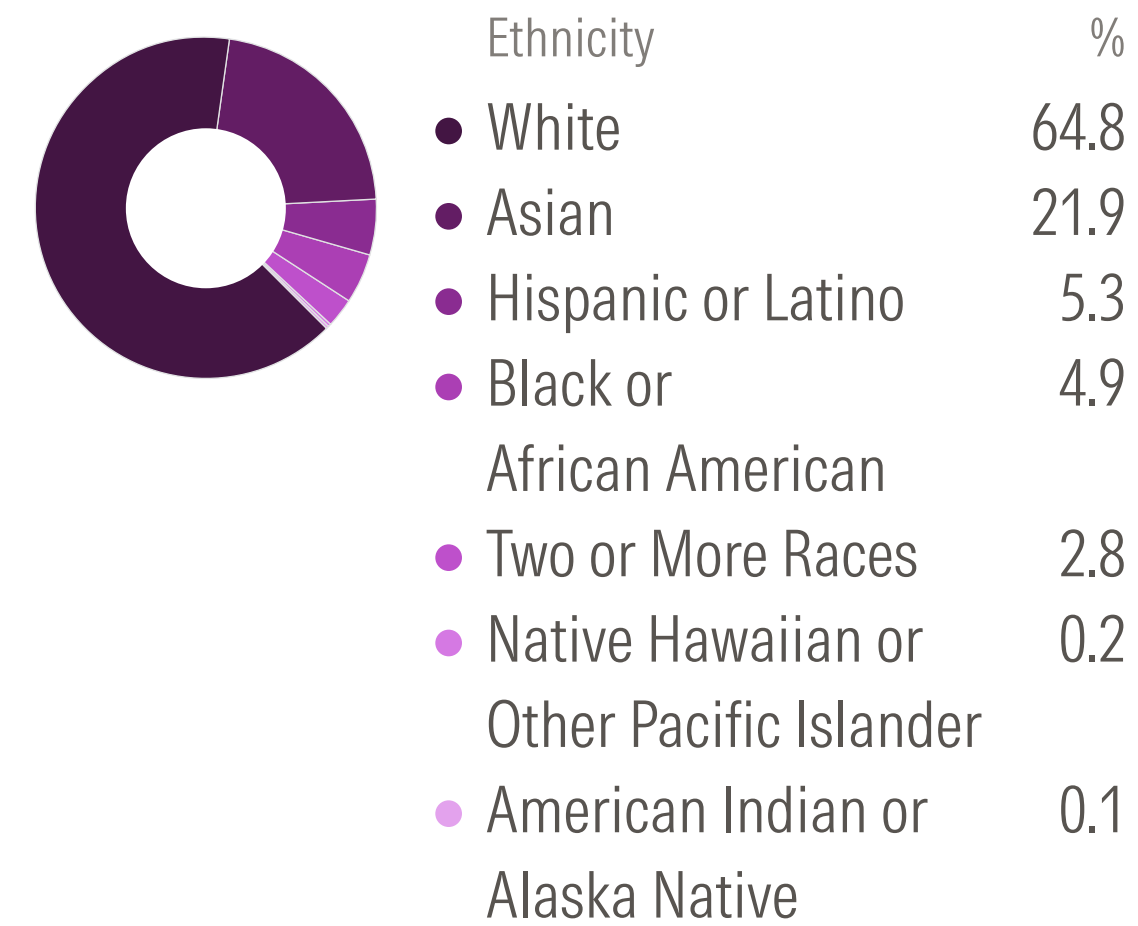 Ethnicity %
White 64.8
Asian 21.9
Hispanic or Latino 5.3
Black or 4.9
African American
Two or More Races 2.8
Native Hawaiian or 0.2
Other Pacific Islander
American Indian or 0.1
Alaska Native